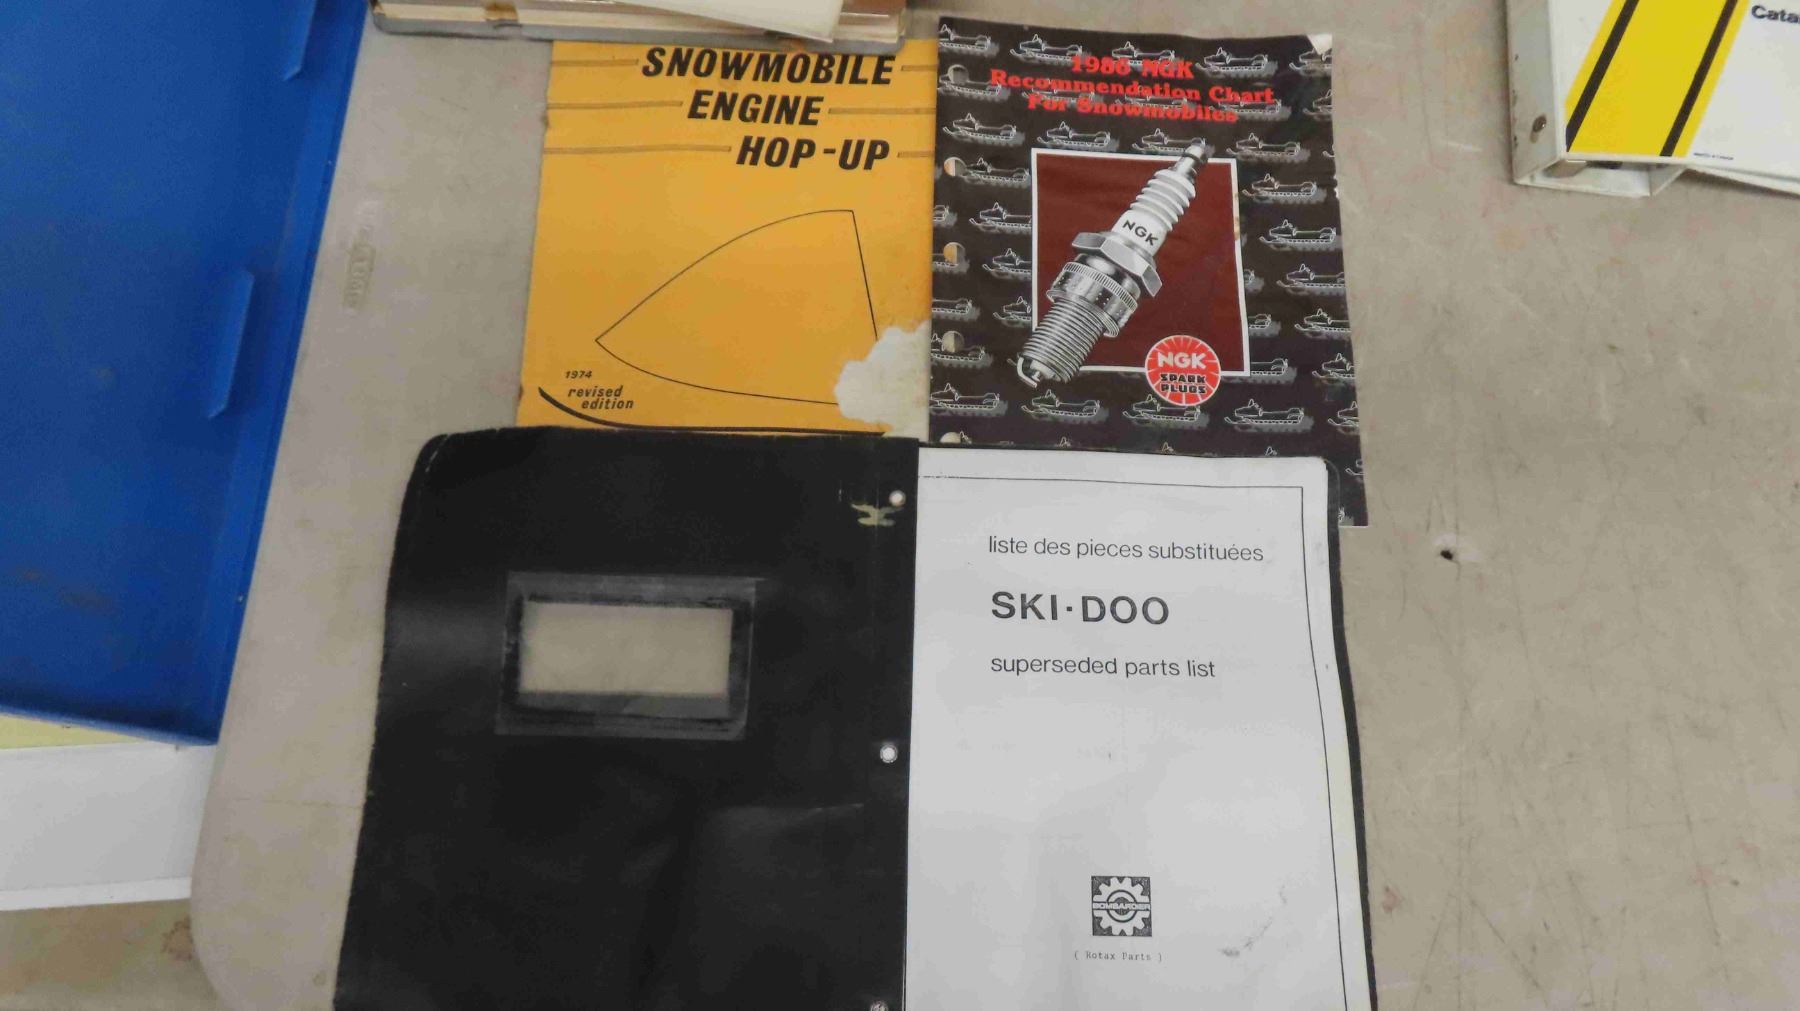 SNOWMOBILE
ENGINE
HOP-UP
1974
revised
edition
1986 NGK
Recommendation Chart
For Snowmobiles
NGK
NGK
SPARK
PLUGS
Cata
liste des pieces substituées
SKI-DOO
superseded parts list
BOMBARDIER
( Rotax Parts )